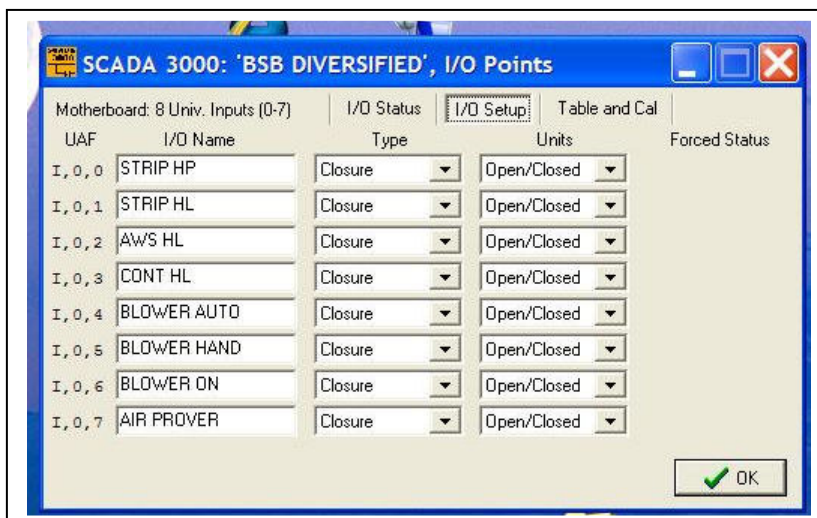 SCADA 3000: 'BSB DIVERSIFIED', I/O Points
Motherboard: 8 Univ. Inputs (0-7) I/O Status I/O Setup Table and Cal
UAF I/O Name Type Units Forced Status
I,0,0 STRIP HP Closure Open/Closed
I,0,1 STRIP HL Closure Open/Closed
I,0,2 AWS HL Closure Open/Closed
I,0,3 CONT HL Closure Open/Closed
I,0,4 BLOWER AUTO Closure Open/Closed
I,0,5 BLOWER HAND Closure Open/Closed
I,0,6 BLOWER ON Closure Open/Closed
I,0,7 AIR PROVER Closure Open/Closed
OK